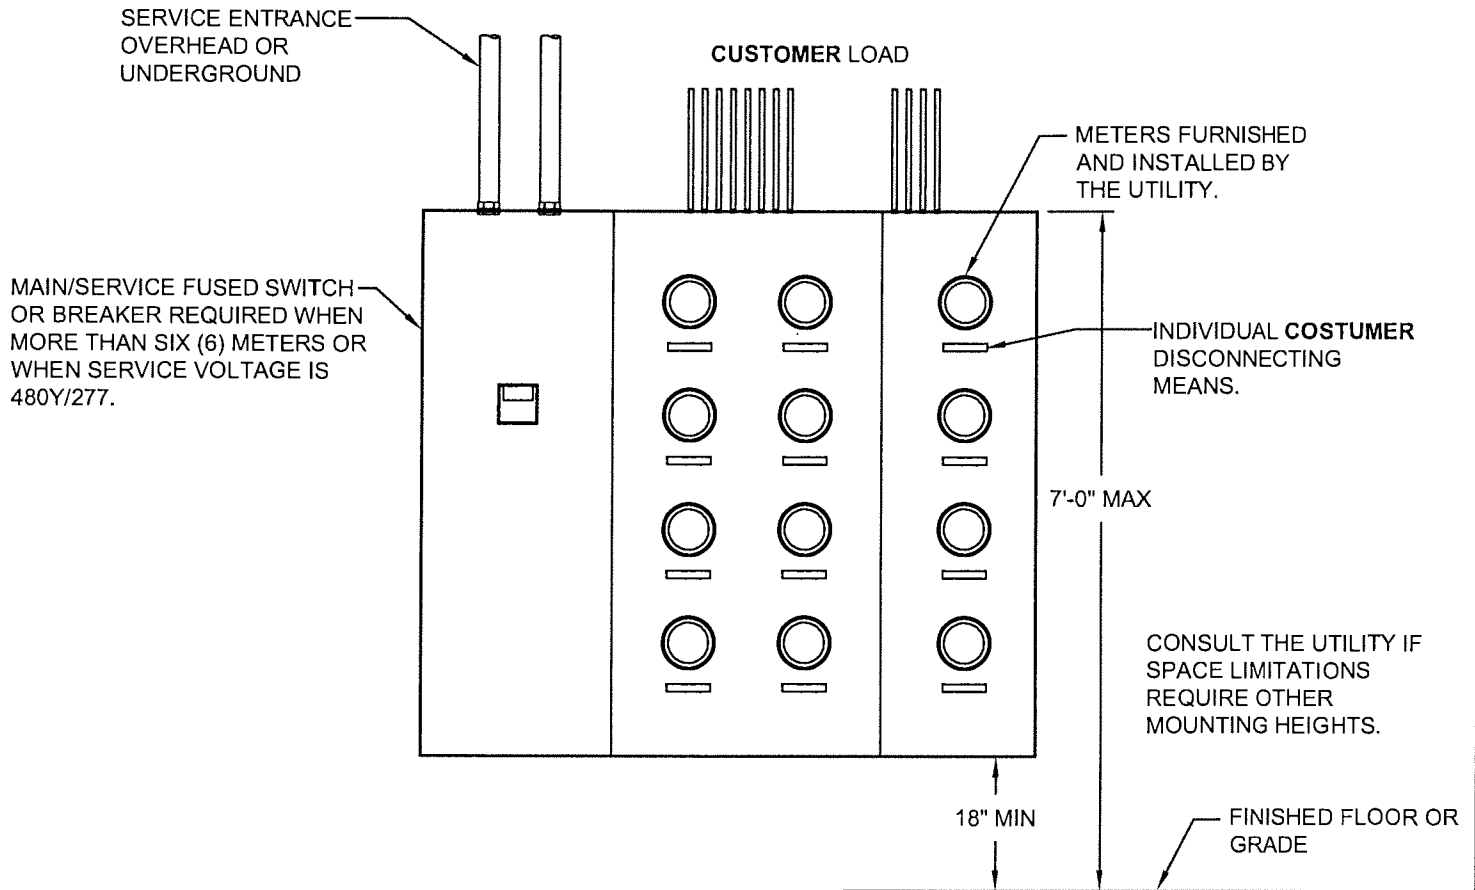 SERVICE ENTRANCE
OVERHEAD OR
UNDERGROUND
CUSTOMER LOAD
METERS FURNISHED
AND INSTALLED BY
THE UTILITY.
MAIN/SERVICE FUSED SWITCH
OR BREAKER REQUIRED WHEN
MORE THAN SIX (6) METERS OR
WHEN SERVICE VOLTAGE IS
480Y/277.
INDIVIDUAL COSTUMER
DISCONNECTING
MEANS.
7'-0" MAX
CONSULT THE UTILITY IF
SPACE LIMITATIONS
REQUIRE OTHER
MOUNTING HEIGHTS.
18" MIN
FINISHED FLOOR OR
GRADE